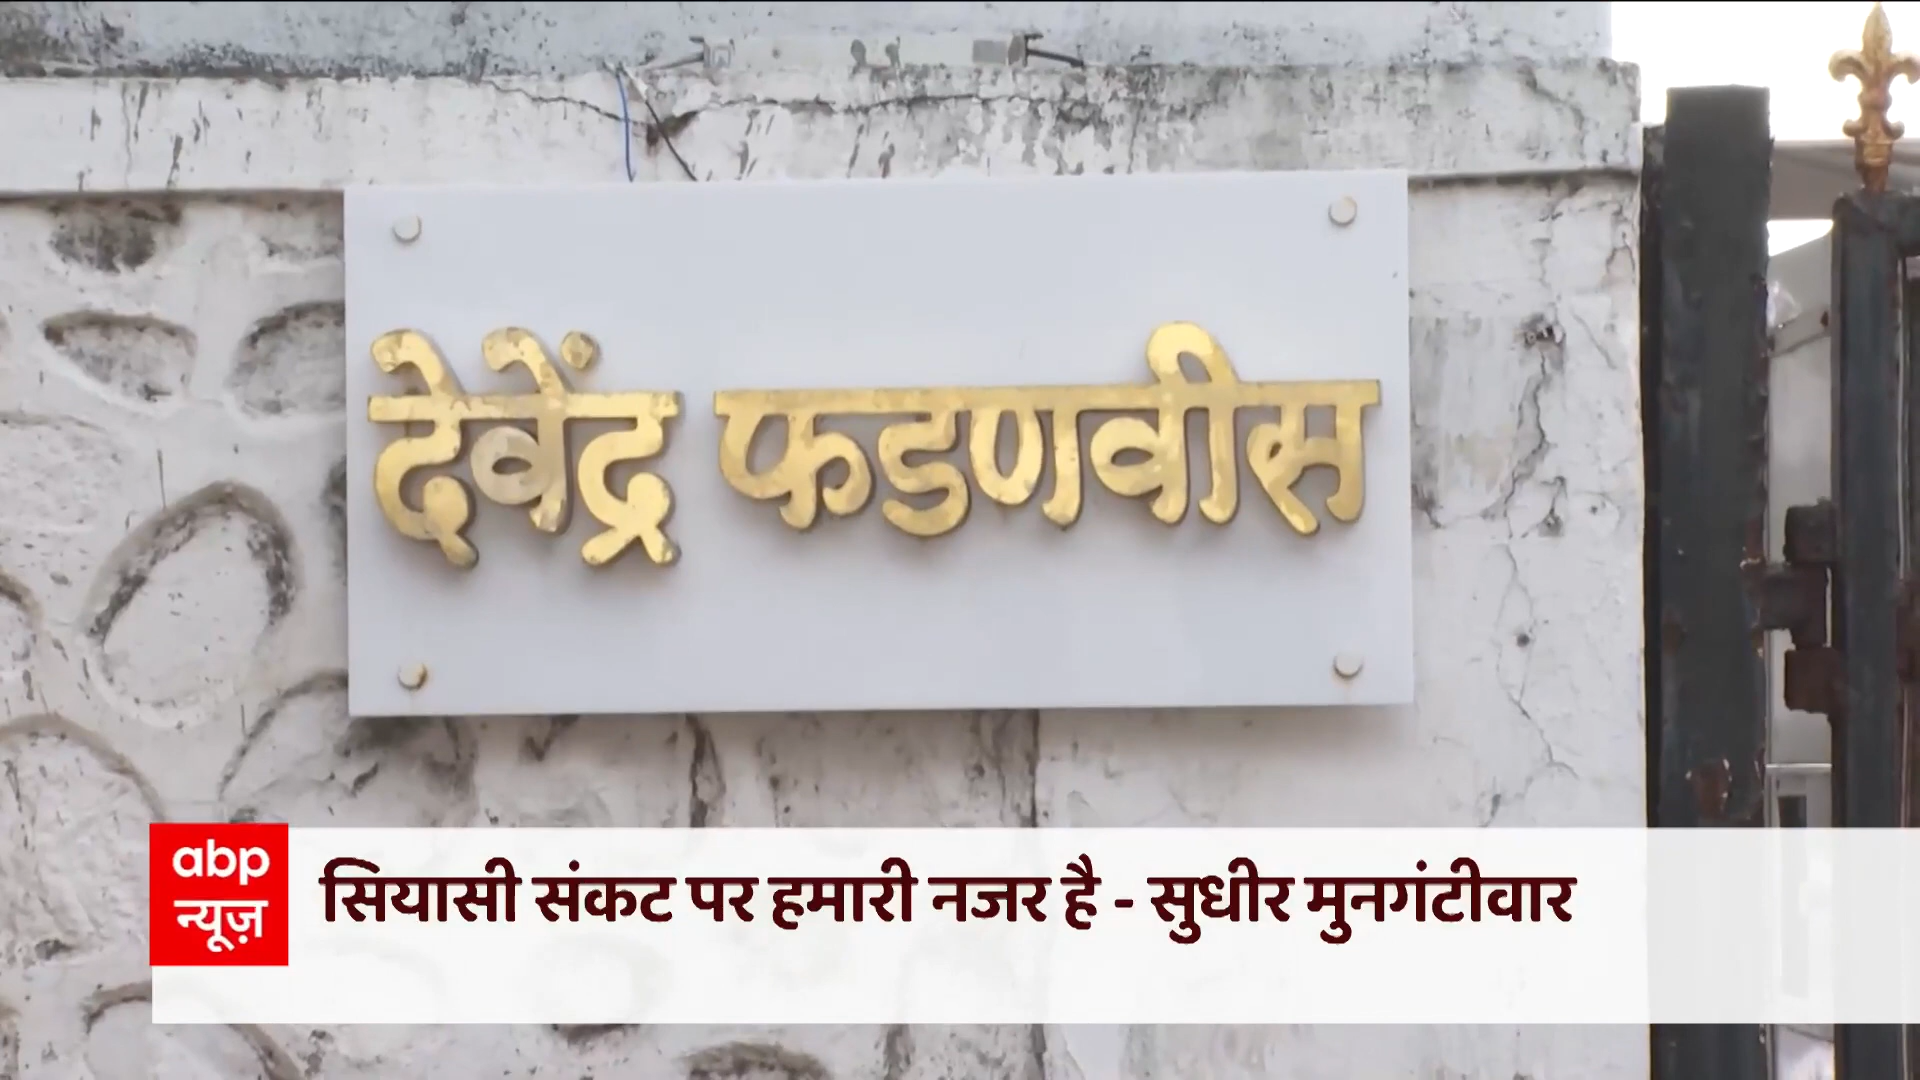 देवेंद्र फडणवीस
abp
न्यूज़
सियासी संकट पर हमारी नजर है - सुधीर मुनगंटीवार